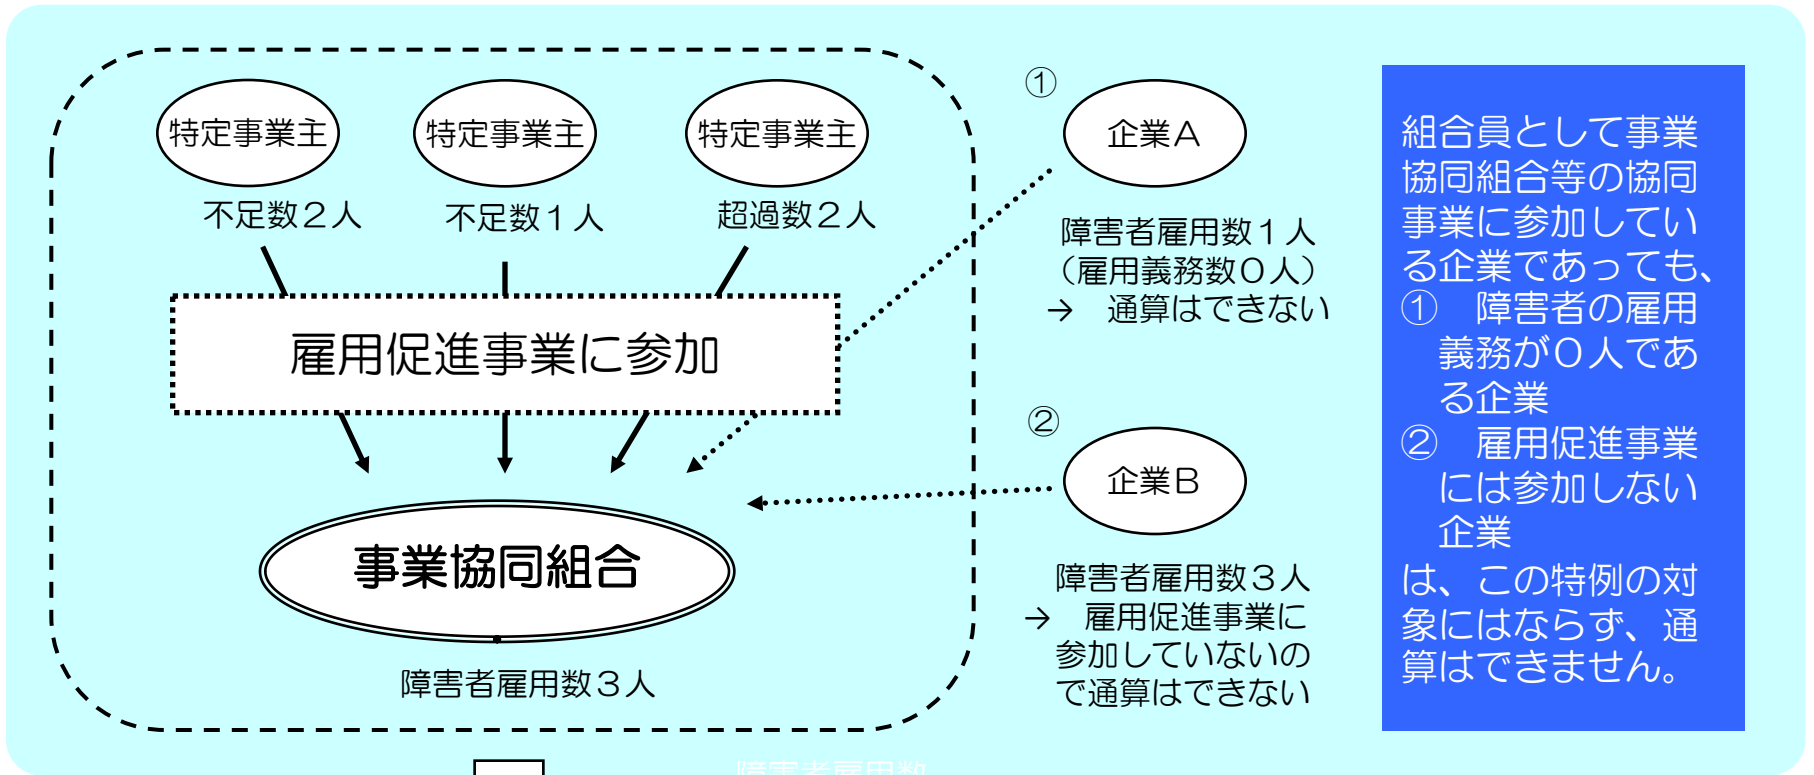 特定事業主
特定事業主
特定事業主
不足数２人
不足数１人
超過数２人
雇用促進事業に参加
事業協同組合
障害者雇用数３人
①
企業Ａ
障害者雇用数１人
（雇用義務数０人）
→　通算はできない
②
企業Ｂ
障害者雇用数３人
→　雇用促進事業に
参加していないの
で通算はできない
組合員として事業
協同組合等の協同
事業に参加してい
る企業であっても、
①　障害者の雇用
義務が０人であ
る企業
②　雇用促進事業
には参加しない
企業
は、この特例の対
象にはならず、通
算はできません。
障害者雇用数